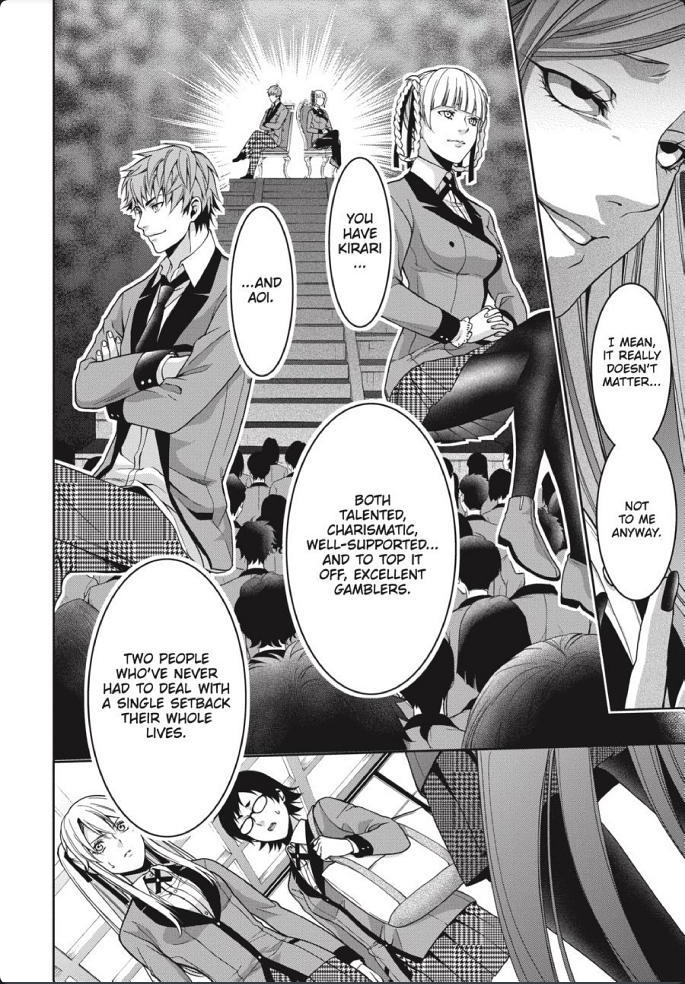 I MEAN,
IT REALLY
DOESN'T
MATTER...
NOT
TO ME
ANYWAY.
YOU
HAVE
KIRARI
...
...AND
AOI.
BOTH
TALENTED,
CHARISMATIC,
WELL-SUPPORTED...
AND TO TOP IT
OFF, EXCELLENT
GAMBLERS.
TWO PEOPLE
WHO'VE NEVER
HAD TO DEAL WITH
A SINGLE SETBACK
THEIR WHOLE
LIVES.